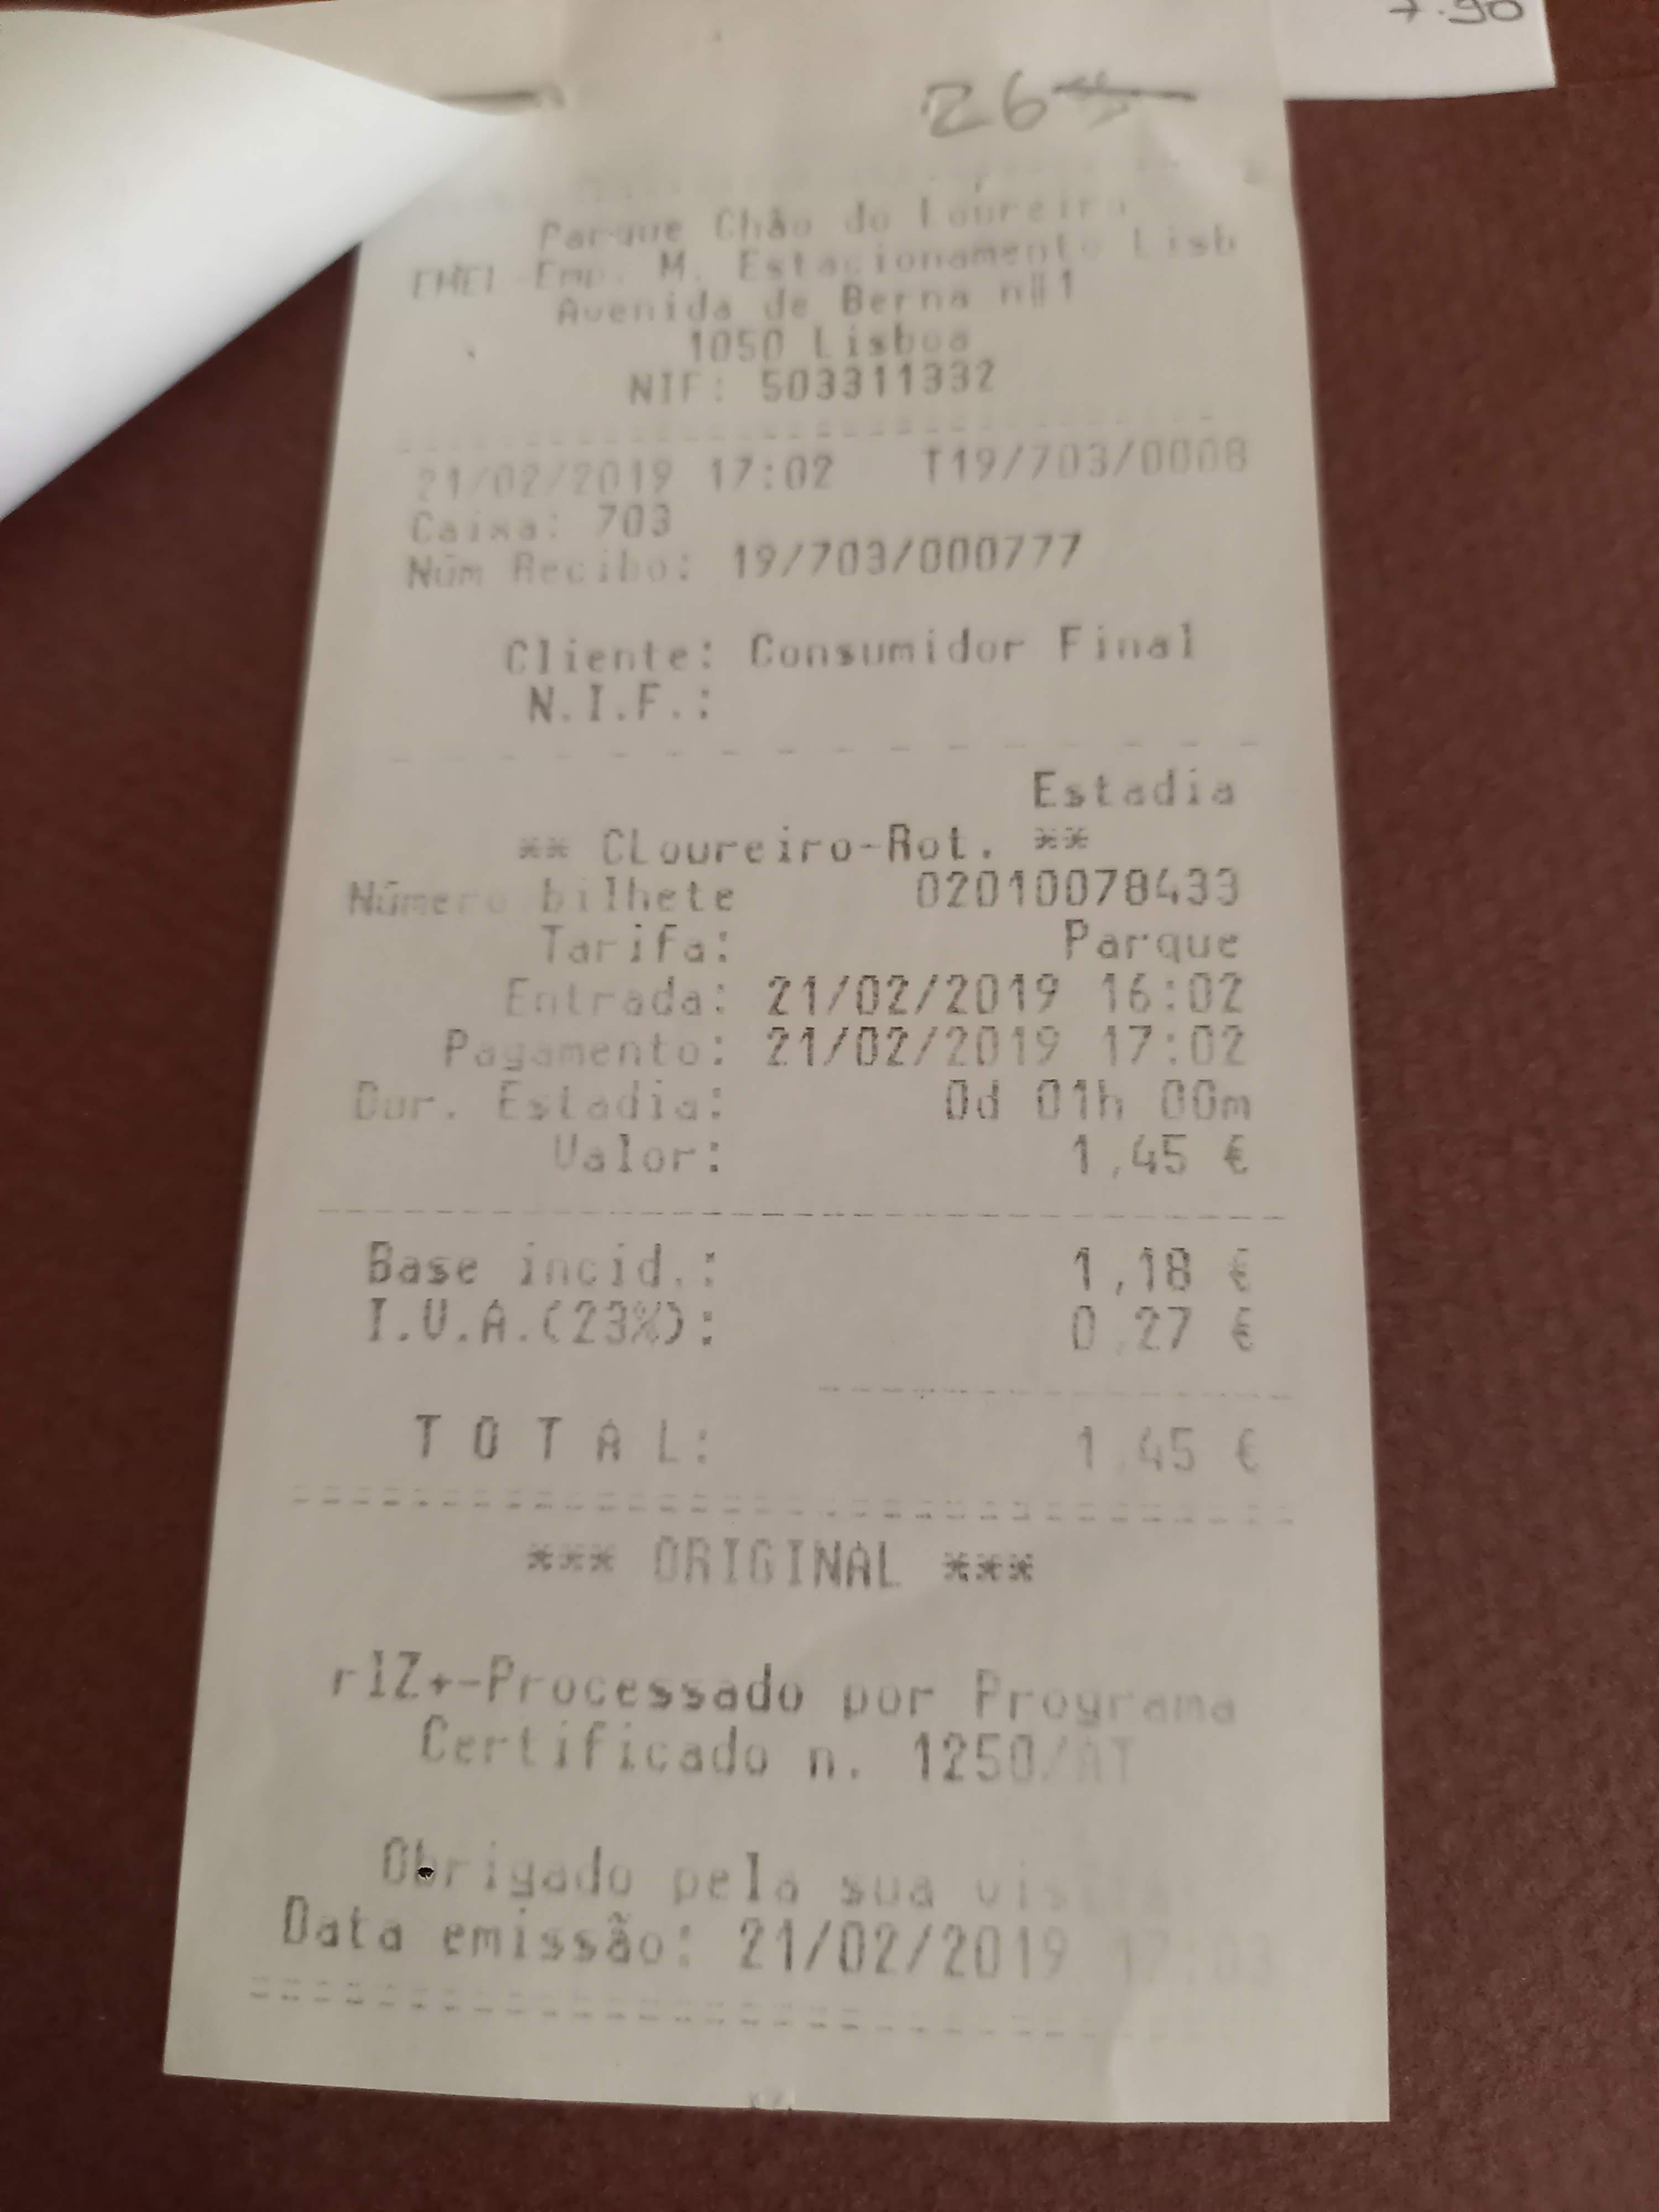 7.90
26
Parque Chão do Loureiro
EMEL-Emp. M. Estacionamento Lisb
Avenida de Berna nº1
1050 Lisboa
NIF: 503311332
21/02/2019 17:02 T19/703/0008
Caixa: 703
Núm Recibo: 19/703/000777
Cliente: Consumidor Final
N.I.F.:
Estadia
** CLoureiro-Rot. **
Número bilhete 02010078433
Tarifa: Parque
Entrada: 21/02/2019 16:02
Pagamento: 21/02/2019 17:02
Dur. Estadia: 0d 01h 00m
Valor: 1,45 €
Base incid.: 1,18 €
I.V.A.(23%): 0,27 €
T O T A L: 1,45 €
*** ORIGINAL ***
rlZ+-Processado por Programa
Certificado n. 1250/AT
Obrigado pela sua visita
Data emissão: 21/02/2019 17:03